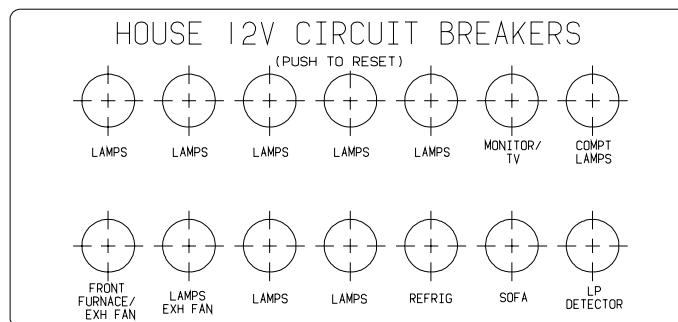 HOUSE 12V CIRCUIT BREAKERS
(PUSH TO RESET)
LAMPS
LAMPS
LAMPS
LAMPS
LAMPS
MONITOR/
TV
COMPT
LAMPS
FRONT
FURNACE/
EXH FAN
LAMPS
EXH FAN
LAMPS
LAMPS
REFRIG
SOFA
LP
DETECTOR